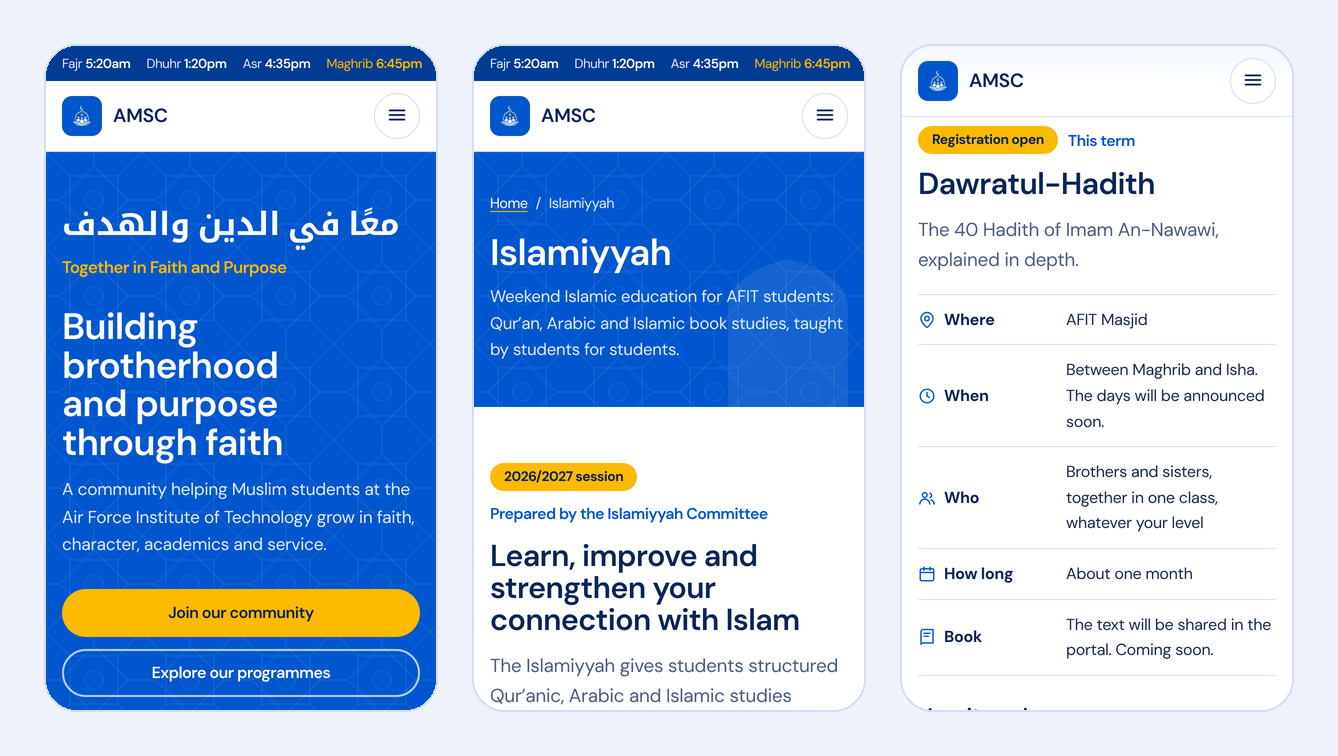 Fajr 5:20am Dhuhr 1:20pm Asr 4:35pm Maghrib 6:45pm
AMSC
معًا في الدين والهدف
Together in Faith and Purpose
Building
brotherhood
and purpose
through faith
A community helping Muslim students at the
Air Force Institute of Technology grow in faith,
character, academics and service.
Join our community
Explore our programmes
Fajr 5:20am Dhuhr 1:20pm Asr 4:35pm Maghrib 6:45pm
AMSC
Home / Islamiyyah
Islamiyyah
Weekend Islamic education for AFIT students:
Qur’an, Arabic and Islamic book studies, taught
by students for students.
2026/2027 session
Prepared by the Islamiyyah Committee
Learn, improve and
strengthen your
connection with Islam
The Islamiyyah gives students structured
Qur’anic, Arabic and Islamic studies
AMSC
Registration open This term
Dawratul-Hadith
The 40 Hadith of Imam An-Nawawi,
explained in depth.
Where AFIT Masjid
When Between Maghrib and Isha.
The days will be announced
soon.
Who Brothers and sisters,
together in one class,
whatever your level
How long About one month
Book The text will be shared in the
portal. Coming soon.